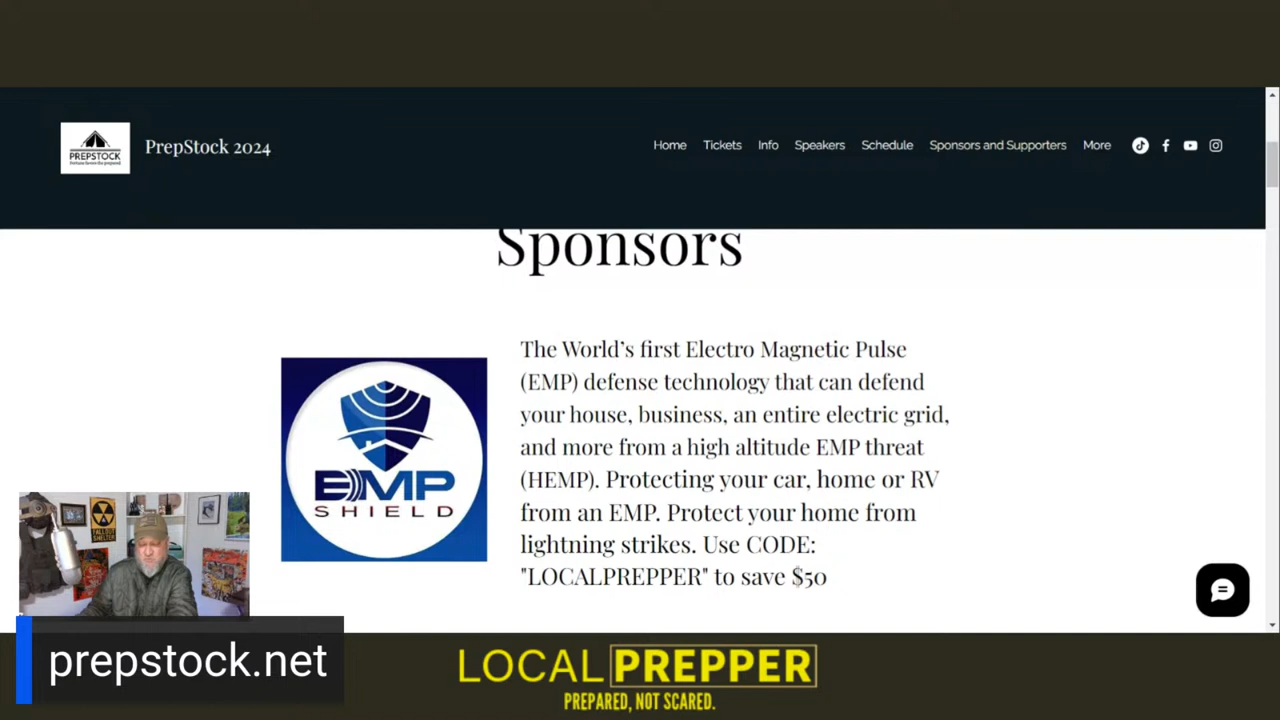 PREPSTOCK
PrepStock 2024
Home Tickets Info Speakers Schedule Sponsors and Supporters More
Sponsors
The World's first Electro Magnetic Pulse
(EMP) defense technology that can defend
your house, business, an entire electric grid,
and more from a high altitude EMP threat
(HEMP). Protecting your car, home or RV
from an EMP. Protect your home from
lightning strikes. Use CODE:
"LOCALPREPPER" to save $50
EMP
SHIELD
FALLOUT
SHELTER
prepstock.net
LOCAL PREPPER
PREPARED, NOT SCARED.